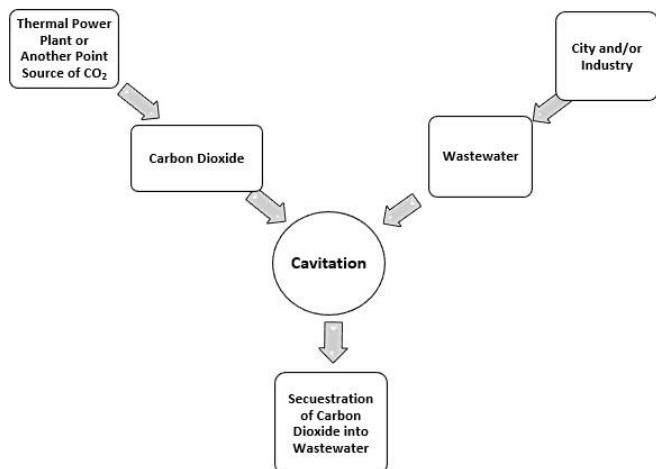 Thermal Power
Plant or
Another Point
Source of CO₂
City and/or
Industry
Carbon Dioxide
Wastewater
Cavitation
Secuestration
of Carbon
Dioxide into
Wastewater